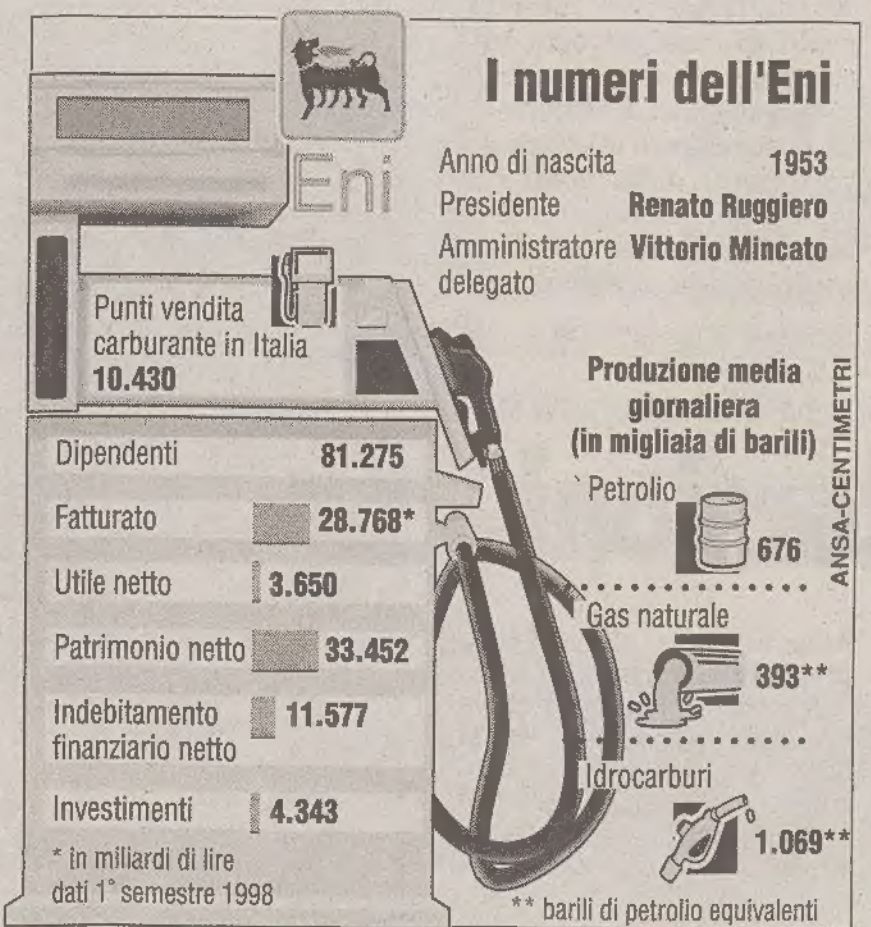 I numeri dell'Eni
Eni
Anno di nascita 1953
Presidente Renato Ruggiero
Amministratore Vittorio Mincato
delegato
Punti vendita
carburante in Italia
10.430
Dipendenti 81.275
Fatturato 28.768*
Utile netto 3.650
Patrimonio netto 33.452
Indebitamento 11.577
finanziario netto
Investimenti 4.343
* in miliardi di lire
dati 1° semestre 1998
Produzione media
giornaliera
(in migliaia di barili)
Petrolio
676
Gas naturale
393**
Idrocarburi
1.069**
** barili di petrolio equivalenti
ANSA-CENTIMETRI